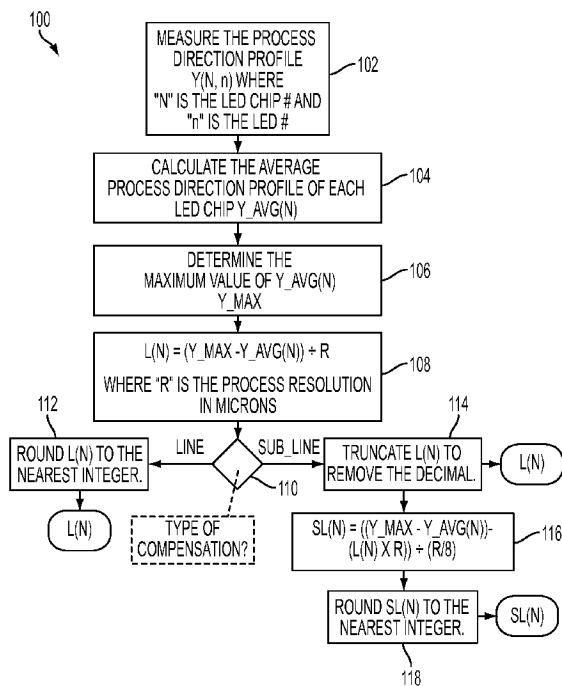 100
MEASURE THE PROCESS
DIRECTION PROFILE
Y(N, n) WHERE
"N" IS THE LED CHIP # AND
"n" IS THE LED #
102
CALCULATE THE AVERAGE
PROCESS DIRECTION PROFILE OF EACH
LED CHIP Y_AVG(N)
104
DETERMINE THE
MAXIMUM VALUE OF Y_AVG(N)
Y_MAX
106
L(N) = (Y_MAX -Y_AVG(N)) ÷ R
WHERE "R" IS THE PROCESS RESOLUTION
IN MICRONS
108
112
ROUND L(N) TO THE
NEAREST INTEGER.
LINE
SUB_LINE
110
114
TRUNCATE L(N) TO
REMOVE THE DECIMAL.
L(N)
L(N)
TYPE OF
COMPENSATION?
SL(N) = ((Y_MAX - Y_AVG(N))-
(L(N) X R)) ÷ (R/8)
116
ROUND SL(N) TO THE
NEAREST INTEGER.
SL(N)
118